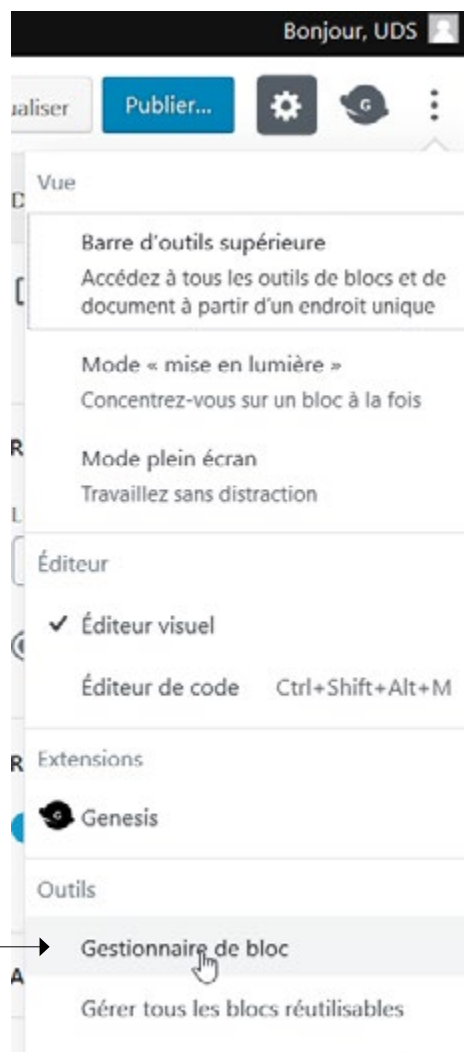 Bonjour, UDS
ualiser
Publier...
G
Vue
D
Barre d'outils supérieure
Accédez à tous les outils de blocs et de
document à partir d'un endroit unique
Mode « mise en lumière »
Concentrez-vous sur un bloc à la fois
R
Mode plein écran
Travaillez sans distraction
L
Éditeur
✓ Éditeur visuel
Éditeur de code Ctrl+Shift+Alt+M
R
Extensions
G
Genesis
Outils
Gestionnaire de bloc
A
Gérer tous les blocs réutilisables